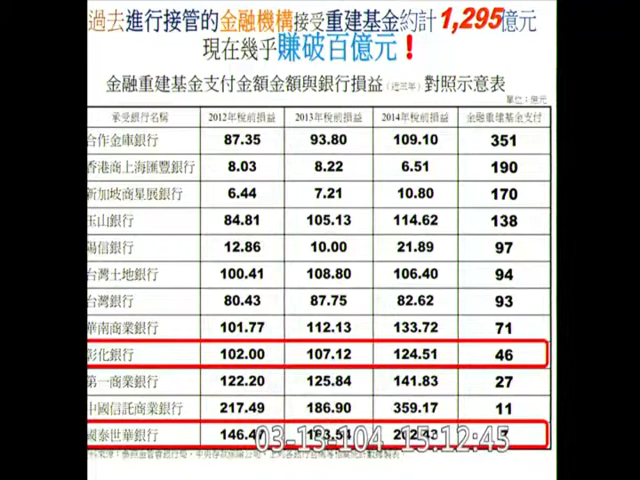 過去進行接管的金融機構接受重建基金約計1,295億元
現在幾乎賺破百億元！
金融重建基金支付金額金額與銀行損益（近三年）對照示意表
單位：億元
承受銀行名稱 2012年稅前損益 2013年稅前損益 2014年稅前損益 金融重建基金支付
合作金庫銀行 87.35 93.80 109.10 351
香港商上海匯豐銀行 8.03 8.22 6.51 190
新加坡商星展銀行 6.44 7.21 10.80 170
玉山銀行 84.81 105.13 114.62 138
陽信銀行 12.86 10.00 21.89 97
台灣土地銀行 100.41 108.80 106.40 94
台灣銀行 80.43 87.75 82.62 93
華南商業銀行 101.77 112.13 133.72 71
彰化銀行 102.00 107.12 124.51 46
第一商業銀行 122.20 125.84 141.83 27
中國信託商業銀行 217.49 186.90 359.17 11
國泰世華銀行 146.47
03-13-104 15:12:45